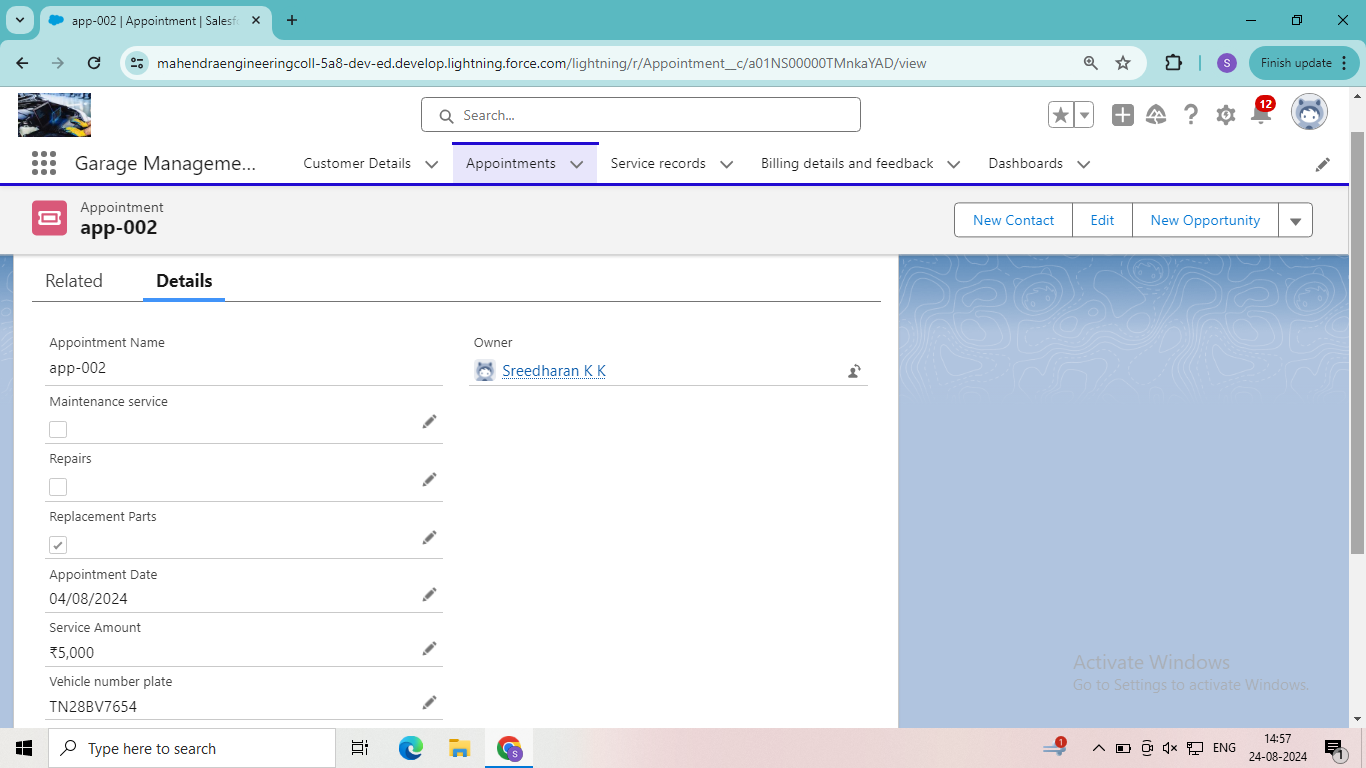 app-002 | Appointment | Salesf
mahendraengineeringcoll-5a8-dev-ed.develop.lightning.force.com/lightning/r/Appointment__c/a01NS00000TMnkaYAD/view
S
Finish update
Search...
12
Garage Manageme...
Customer Details
Appointments
Service records
Billing details and feedback
Dashboards
Appointment
app-002
New Contact
Edit
New Opportunity
Related
Details
Appointment Name
app-002
Owner
Sreedharan K K
Maintenance service
Repairs
Replacement Parts
Appointment Date
04/08/2024
Service Amount
₹5,000
Vehicle number plate
TN28BV7654
Activate Windows
Go to Settings to activate Windows.
Type here to search
S
1
ENG
14:57
24-08-2024
1